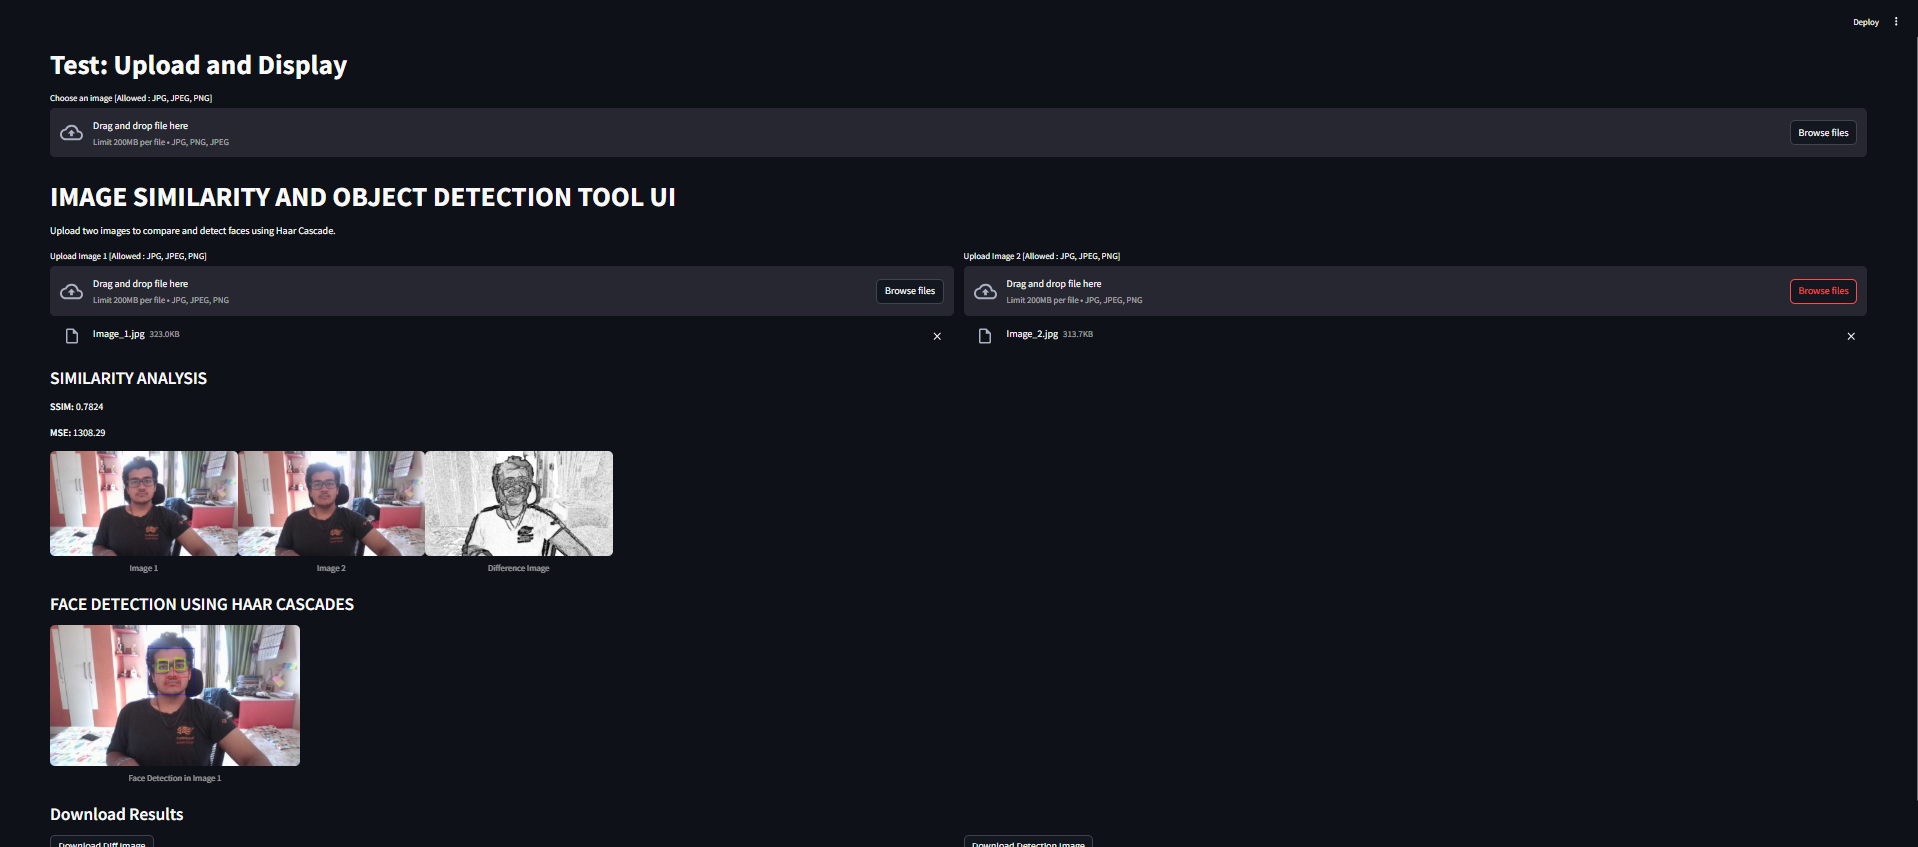 Deploy
Test: Upload and Display
Choose an image [Allowed : JPG, JPEG, PNG]
Drag and drop file here
Limit 200MB per file • JPG, PNG, JPEG
Browse files
IMAGE SIMILARITY AND OBJECT DETECTION TOOL UI
Upload two images to compare and detect faces using Haar Cascade.
Upload Image 1 [Allowed : JPG, JPEG, PNG]
Drag and drop file here
Limit 200MB per file • JPG, JPEG, PNG
Browse files
Image_1.jpg 323.0KB
Upload Image 2 [Allowed : JPG, JPEG, PNG]
Drag and drop file here
Limit 200MB per file • JPG, JPEG, PNG
Browse files
Image_2.jpg 313.7KB
SIMILARITY ANALYSIS
SSIM: 0.7824
MSE: 1308.29
Image 1
Image 2
Difference Image
FACE DETECTION USING HAAR CASCADES
Face Detection in Image 1
Download Results
Download Diff Image
Download Detection Image